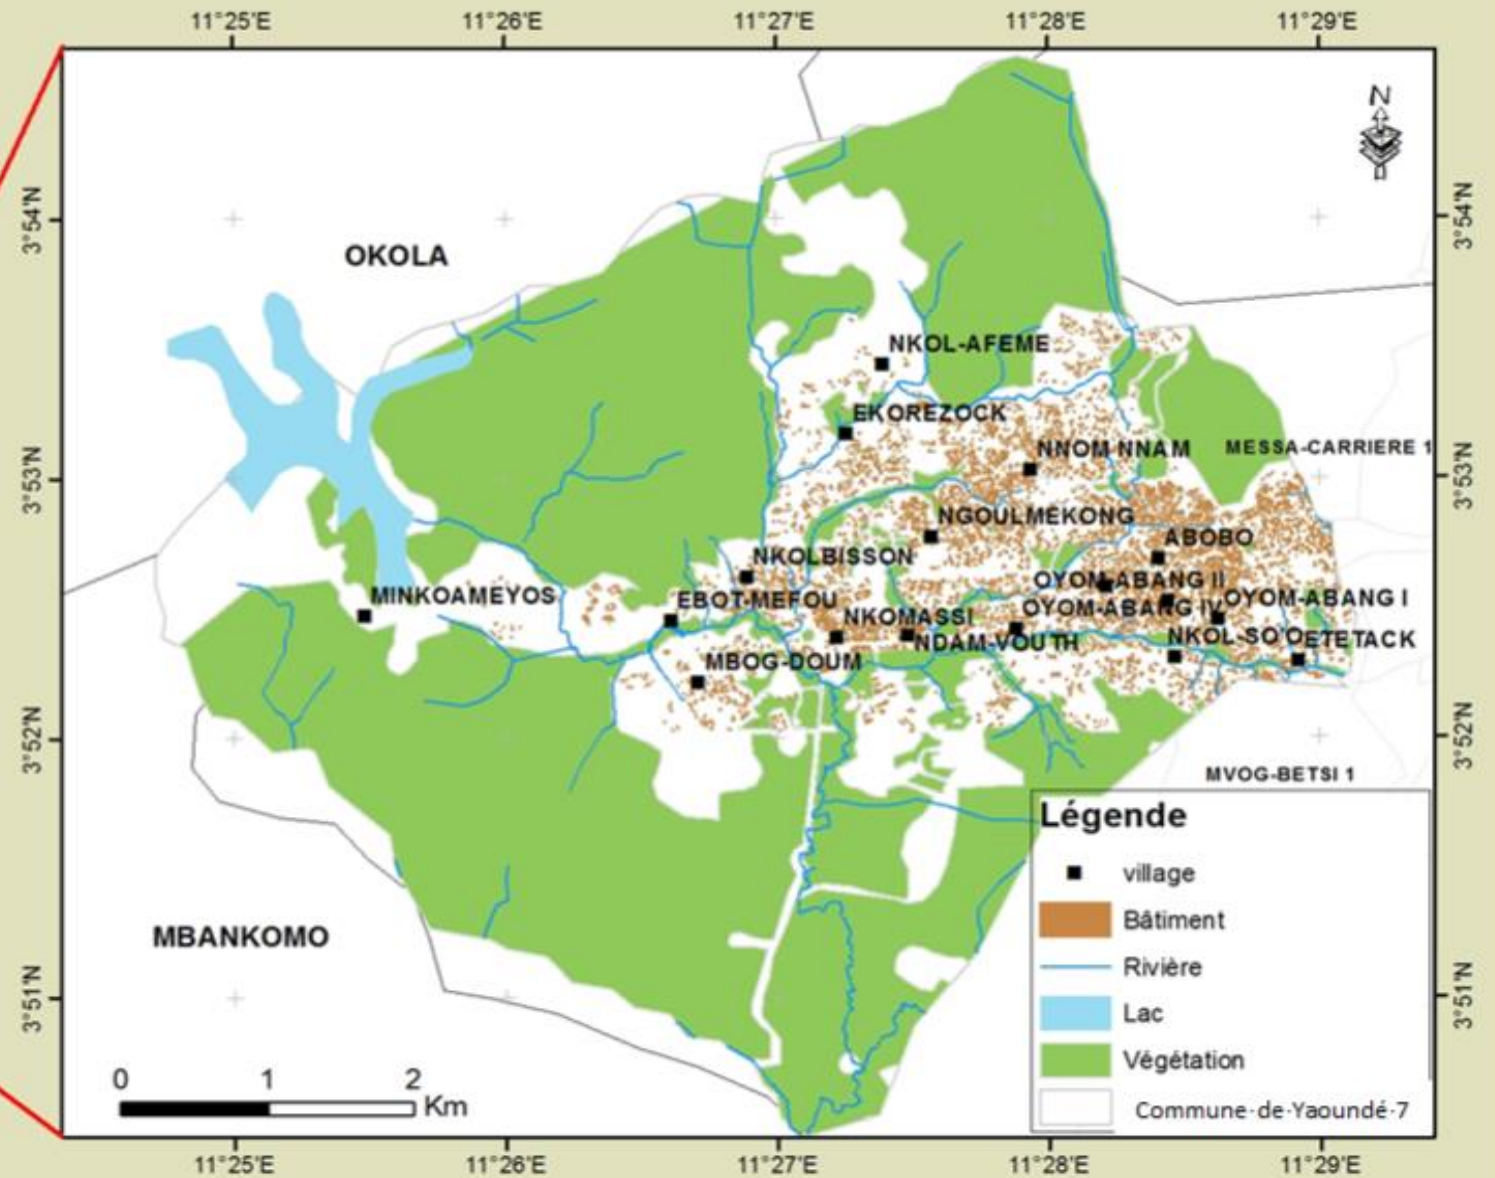 11°25'E 11°26'E 11°27'E 11°28'E 11°29'E
N
3°54'N 3°54'N
OKOLA
NKOL-AFEME
EKOREZOCK
NNOM NNAM
MESSA-CARRIERE 1
3°53'N 3°53'N
NGOULMEKONG
ABOBO
NKOLBISSON
OYOM-ABANG II
MINKOAMEYOS
EBOT-MEFOU
OYOM-ABANG I
OYOM-ABANG IV
NKOMASSI
NDAM-VOUTH
NKOL-SO'O
ETETACK
MBOG-DOUM
3°52'N 3°52'N
MVOG-BETSI 1
Légende
village
Bâtiment
Rivière
Lac
Végétation
Commune-de-Yaoundé-7
MBANKOMO
3°51'N 3°51'N
0 1 2
Km
11°25'E 11°26'E 11°27'E 11°28'E 11°29'E